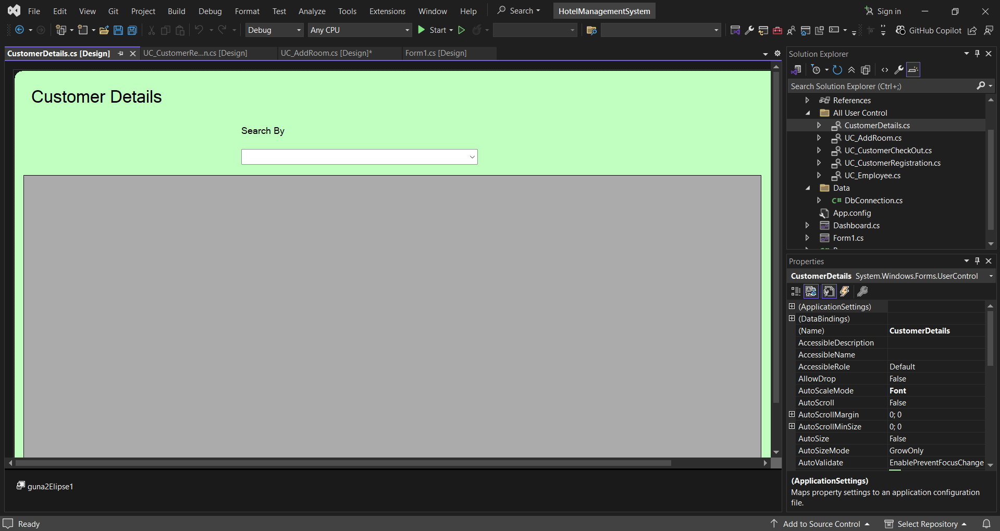 File Edit View Git Project Build Debug Format Test Analyze Tools Extensions Window Help Search HotelManagementSystem Sign in
Debug Any CPU Start GitHub Copilot
CustomerDetails.cs [Design] UC_CustomerRe...n.cs [Design] UC_AddRoom.cs [Design]* Form1.cs [Design]
Customer Details
Search By
guna2Elipse1
Solution Explorer
Search Solution Explorer (Ctrl+;)
References
All User Control
CustomerDetails.cs
UC_AddRoom.cs
UC_CustomerCheckOut.cs
UC_CustomerRegistration.cs
UC_Employee.cs
Data
C# DbConnection.cs
App.config
Dashboard.cs
Form1.cs
Properties
CustomerDetails System.Windows.Forms.UserControl
(ApplicationSettings)
(DataBindings)
(Name) CustomerDetails
AccessibleDescription
AccessibleName
AccessibleRole Default
AllowDrop False
AutoScaleMode Font
AutoScroll False
AutoScrollMargin 0; 0
AutoScrollMinSize 0; 0
AutoSize False
AutoSizeMode GrowOnly
AutoValidate EnablePreventFocusChange
(ApplicationSettings)
Maps property settings to an application configuration
file.
Ready Add to Source Control Select Repository